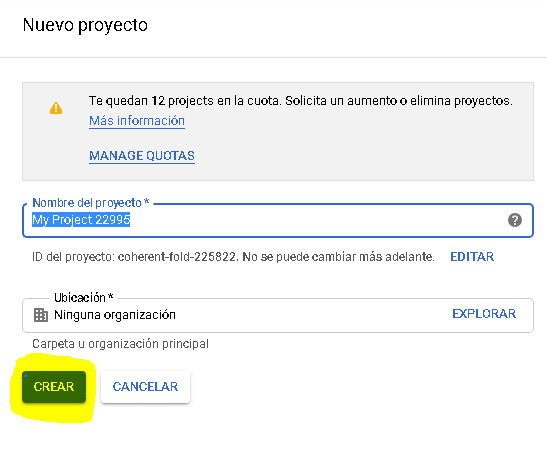 Nuevo proyecto
Te quedan 12 projects en la cuota. Solicita un aumento o elimina proyectos.
Más información
MANAGE QUOTAS
Nombre del proyecto *
My Project 22995
ID del proyecto: coherent-fold-225822. No se puede cambiar más adelante. EDITAR
Ubicación *
Ninguna organización EXPLORAR
Carpeta u organización principal
CREAR CANCELAR